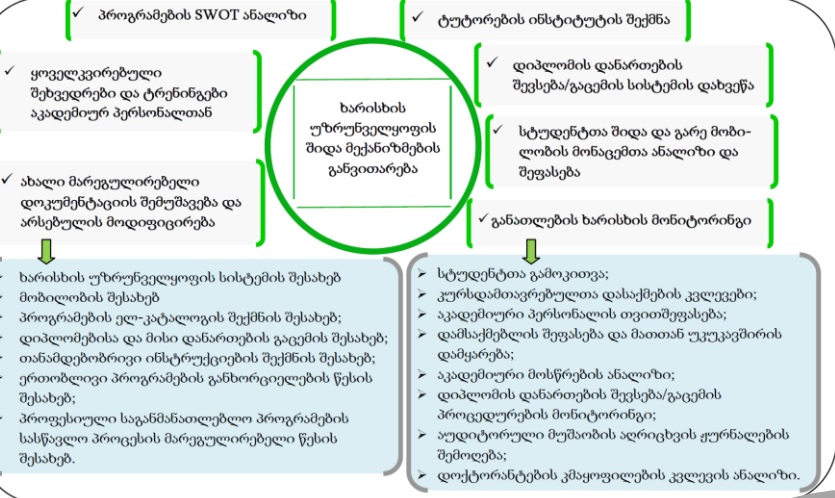 ✓ პროგრამების SWOT ანალიზი
✓ ყოველკვირებული
შეხვედრები და ტრენინგები
აკადემიურ პერსონალთან
✓ ახალი მარეგულირებელი
დოკუმენტაციის შემუშავება და
არსებულის მოდიფიცირება
ხარისხის
უზრუნველყოფის
შიდა მექანიზმების
განვითარება
✓ ტუტორების ინსტიტუტის შექმნა
✓ დიპლომის დანართების
შევსება/გაცემის სისტემის დახვეწა
✓ სტუდენტთა შიდა და გარე მობი-
ლობის მონაცემთა ანალიზი და
შეფასება
✓ განათლების ხარისხის მონიტორინგი
ხარისხის უზრუნველყოფის სისტემის შესახებ
მობილობის შესახებ
პროგრამების ელ-კატალოგის შექმნის შესახებ;
დიპლომებისა და მისი დანართების გაცემის შესახებ;
თანამდებობრივი ინსტრუქციების შექმნის შესახებ;
ერთობლივი პროგრამების განხორციელების წესის
შესახებ;
პროფესიული საგანმანათლებლო პროგრამების
სასწავლო პროცესის მარეგულირებელი წესის
შესახებ.
➢ სტუდენტთა გამოკითვა;
➢ კურსდამთავრებულთა დასაქმების კვლევები;
➢ აკადემიური პერსონალის თვითშეფასება;
➢ დამსაქმებლის შეფასება და მათთან უკუკავშირის
დამყარება;
➢ აკადემიური მოსწრების ანალიზი;
➢ დიპლომის დანართების შევსება/გაცემის
პროცედურების მონიტორინგი;
➢ აუდიტორული მუშაობის აღრიცხვის ჟურნალების
შემოღება;
➢ დოქტორანტების კმაყოფილების კვლევის ანალიზი.